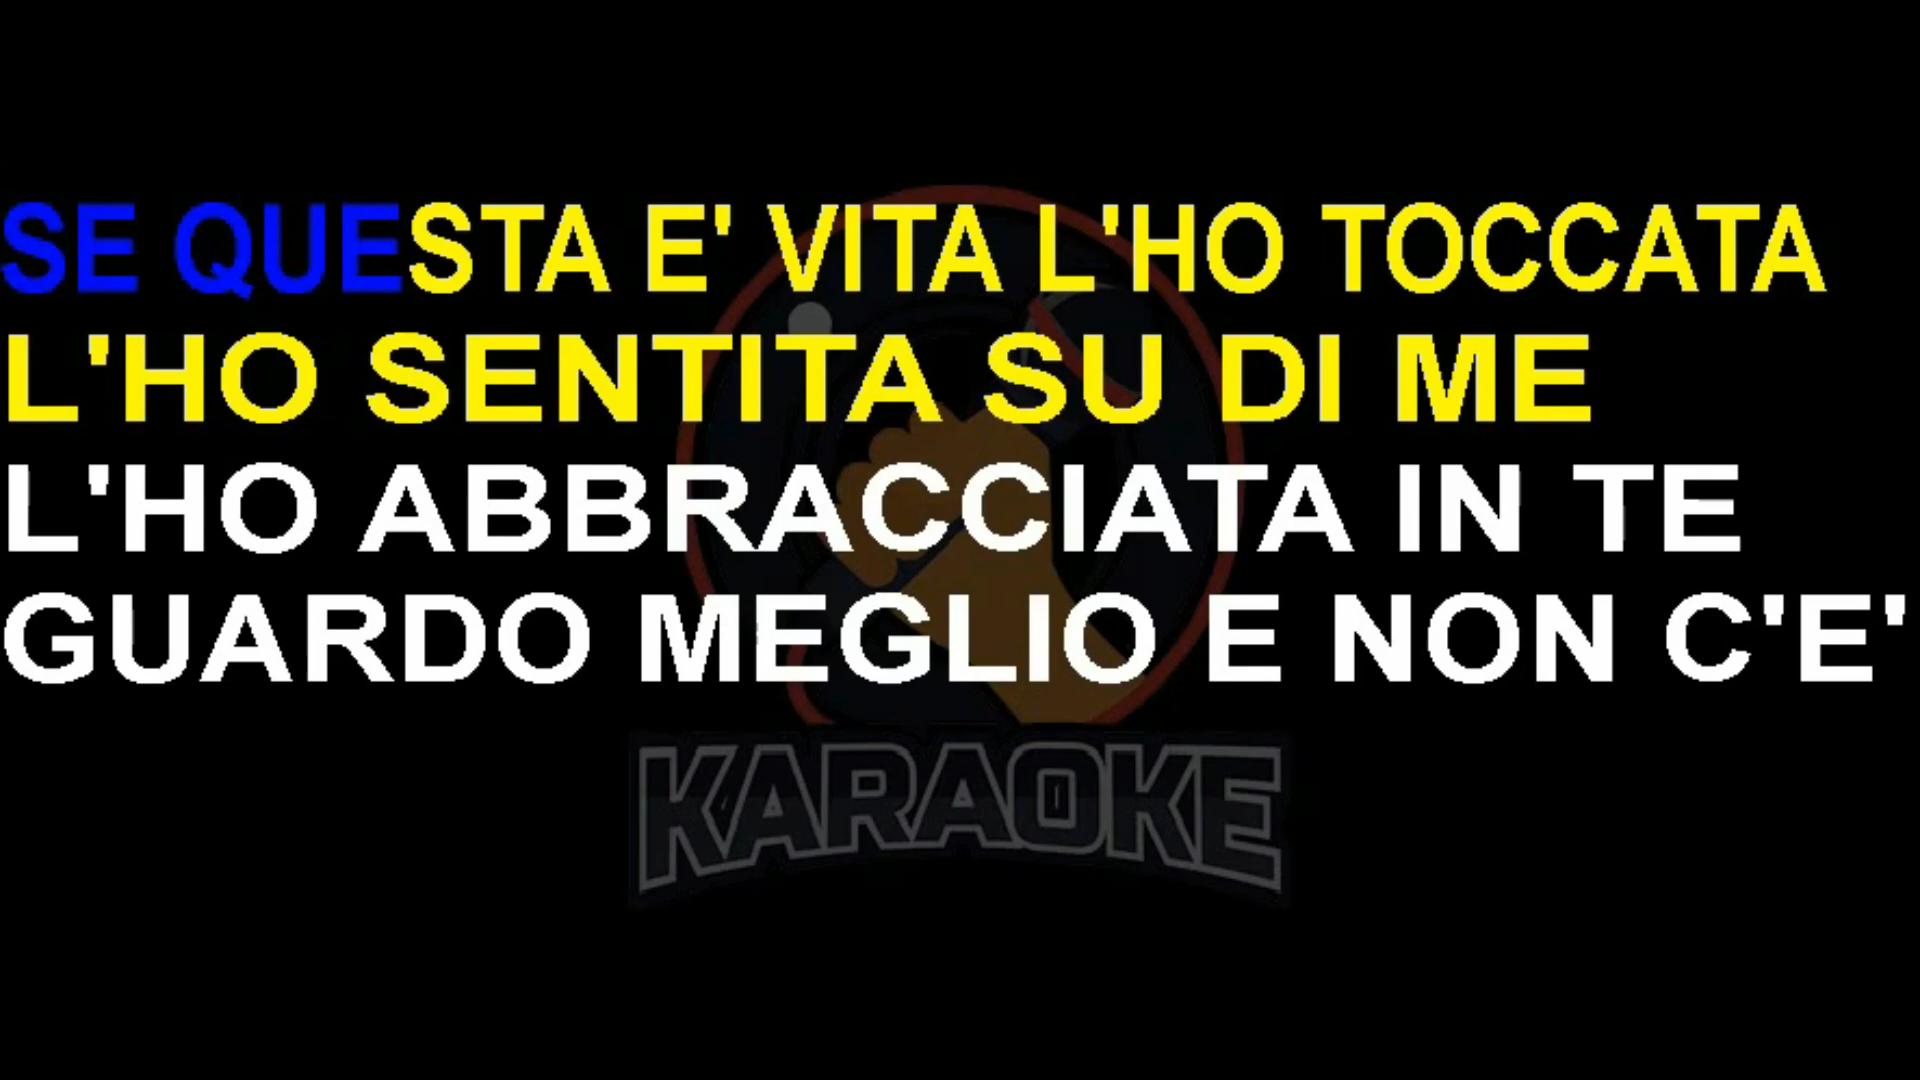 SE QUESTA E' VITA L'HO TOCCATA
L'HO SENTITA SU DI ME
L'HO ABBRACCIATA IN TE
GUARDO MEGLIO E NON C'E'
KARAOKE